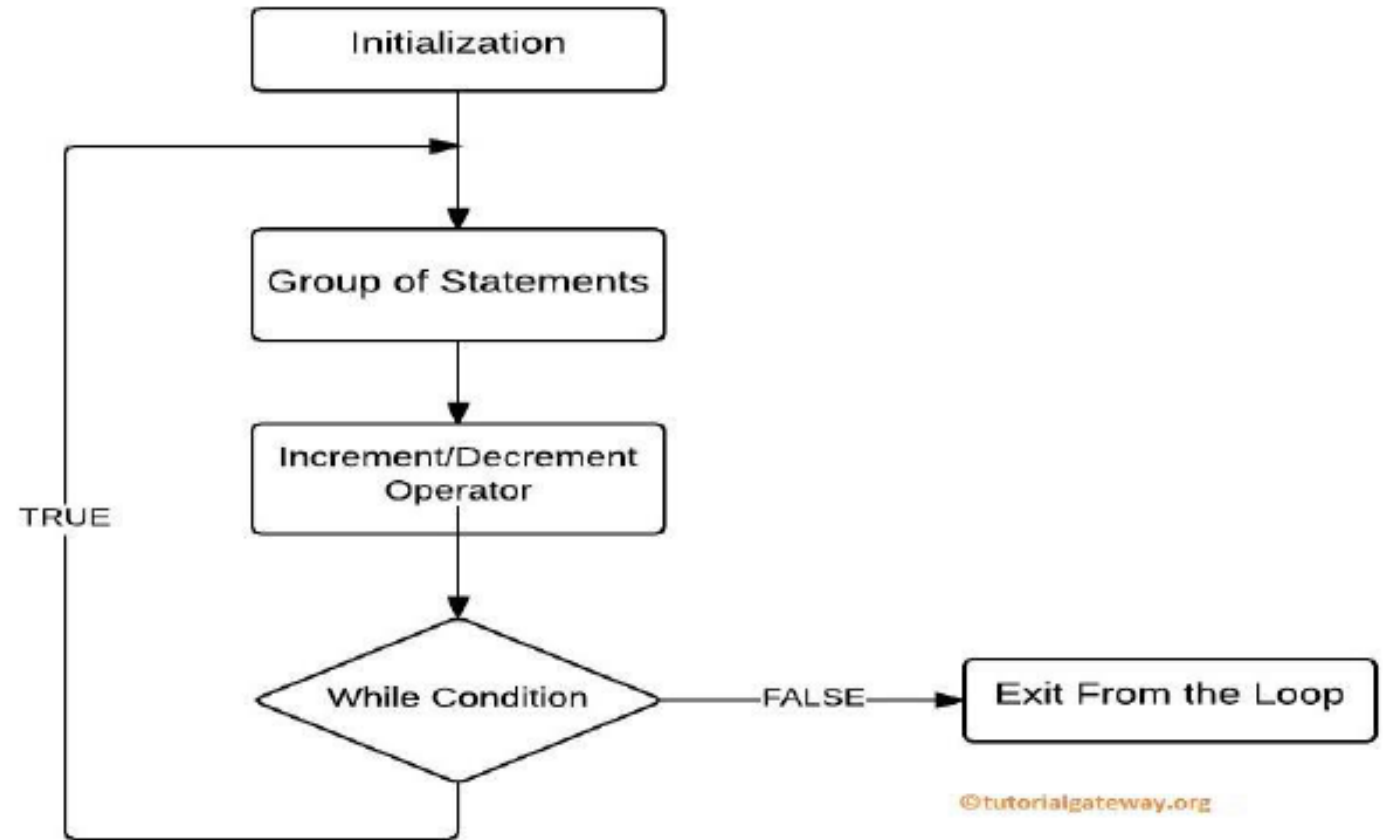 Initialization
Group of Statements
Increment/Decrement
Operator
TRUE
While Condition
FALSE
Exit From the Loop
©tutorialgateway.org